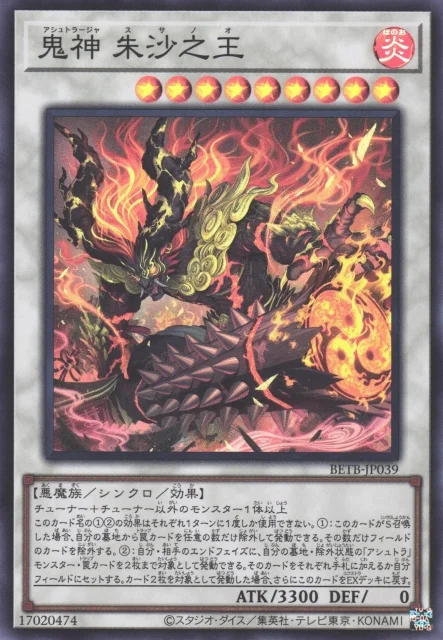 アシュトラージャ スサノオ
鬼神 朱沙之王
ほのお
炎
BETB-JP039
【悪魔族／シンクロ／効果】
チューナー＋チューナー以外のモンスター1体以上
このカード名の①②の効果はそれぞれ1ターンに1度しか使用できない。①：このカードがS召喚
した場合、自分の墓地から罠カードを任意の数だけ除外して発動できる。その数だけフィールド
のカードを除外する。②：自分・相手のエンドフェイズに、自分の墓地・除外状態の「アシュトラ」
モンスター・罠カードを2枚まで対象として発動できる。そのカードをそれぞれ手札に加えるか自分
フィールドにセットする。カード2枚を対象として発動した場合、さらにこのカードをEXデッキに戻す。
ATK/3300 DEF/ 0
17020474 ©スタジオ・ダイス／集英社・テレビ東京・KONAMI